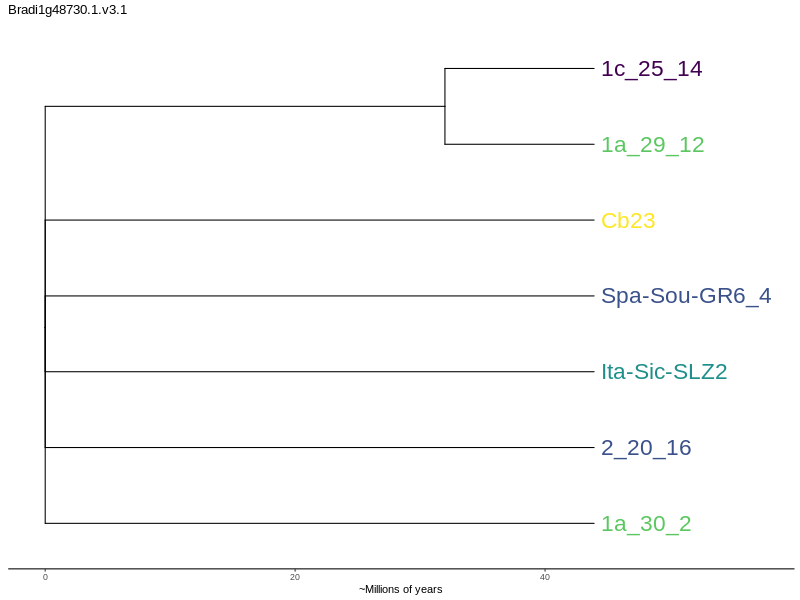 Bradi1g48730.1.v3.1
1c_25_14
1a_29_12
Cb23
Spa-Sou-GR6_4
Ita-Sic-SLZ2
2_20_16
1a_30_2
0 20 40
~Millions of years